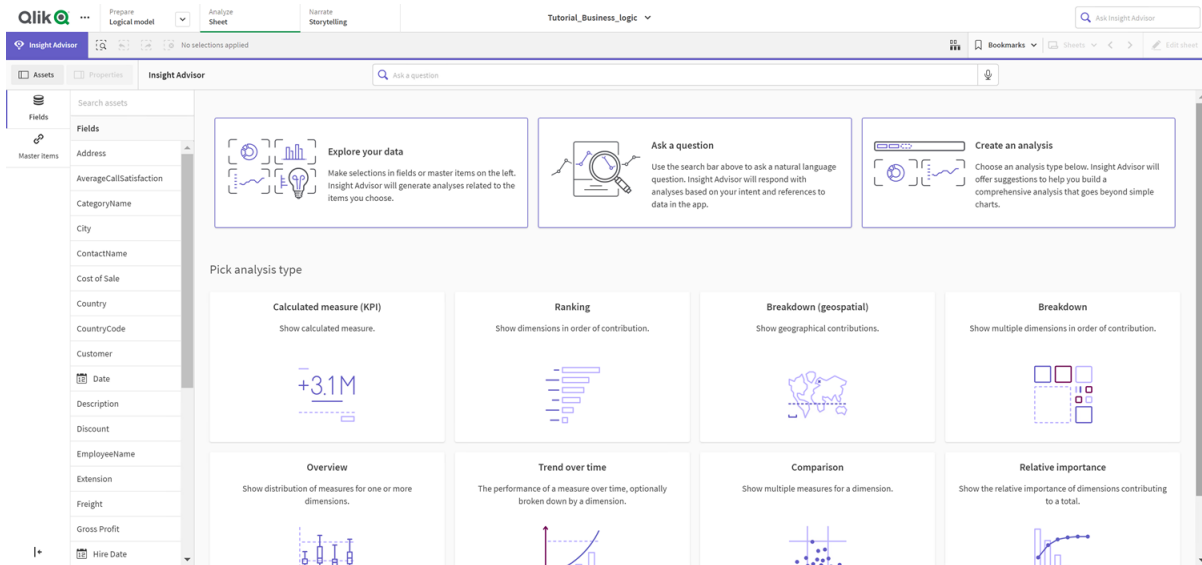 Qlik
Prepare
Logical model
Analyze
Sheet
Narrate
Storytelling
Tutorial_Business_logic
Ask Insight Advisor
Insight Advisor
No selections applied
Bookmarks
Sheets
Edit sheet
Assets
Properties
Insight Advisor
Ask a question
Fields
Master Items
Search assets
Fields
Address
AverageCallSatisfaction
CategoryName
City
ContactName
Cost of Sale
Country
CountryCode
Customer
Date
Description
Discount
EmployeeName
Extension
Freight
Gross Profit
Hire Date
Explore your data
Make selections in fields or master items on the left.
Insight Advisor will generate analyses related to the
items you choose.
Ask a question
Use the search bar above to ask a natural language
question. Insight Advisor will respond with
analyses based on your intent and references to
data in the app.
Create an analysis
Choose an analysis type below. Insight Advisor will
offer suggestions to help you build a
comprehensive analysis that goes beyond simple
charts.
Pick analysis type
Calculated measure (KPI)
Show calculated measure.
+3.1M
Ranking
Show dimensions in order of contribution.
Breakdown (geospatial)
Show geographical contributions.
Breakdown
Show multiple dimensions in order of contribution.
Overview
Show distribution of measures for one or more
dimensions.
Trend over time
The performance of a measure over time, optionally
broken down by a dimension.
Comparison
Show multiple measures for a dimension.
Relative importance
Show the relative importance of dimensions contributing
to a total.